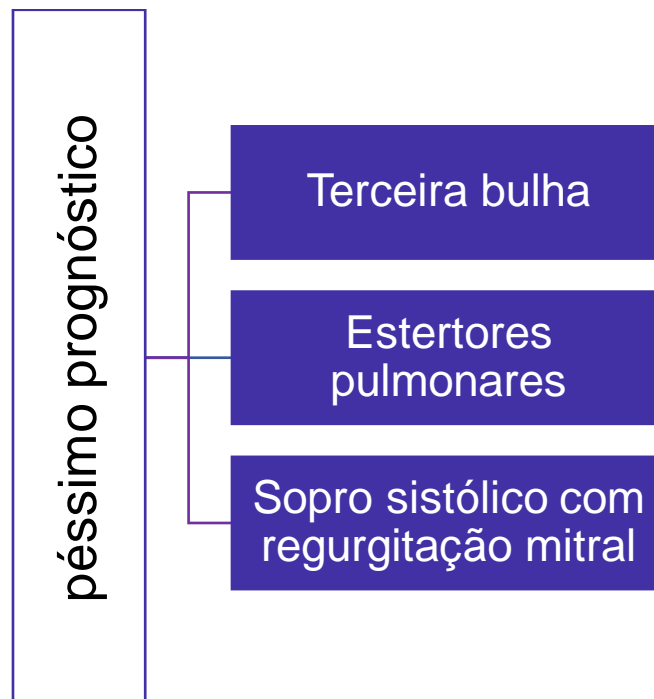 péssimo prognóstico
Terceira bulha
Estertores
pulmonares
Sopro sistólico com
regurgitação mitral